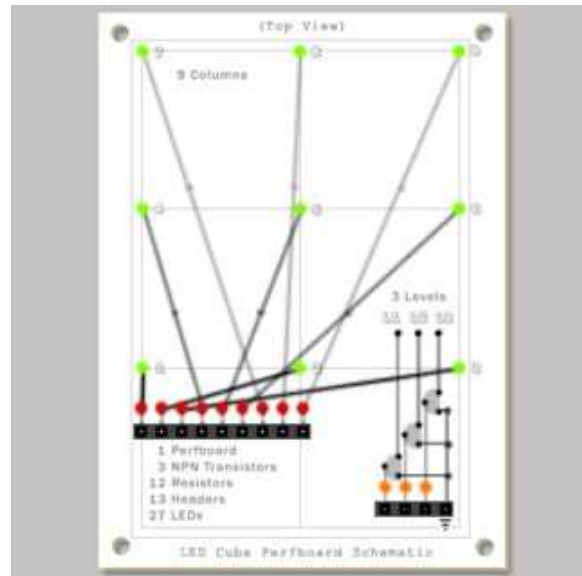 (Top View)
9 Columns
3 Levels
1 Perfboard
3 NPN Transistors
12 Resistors
13 Headers
27 LEDs
LED Cube Perfboard Schematic